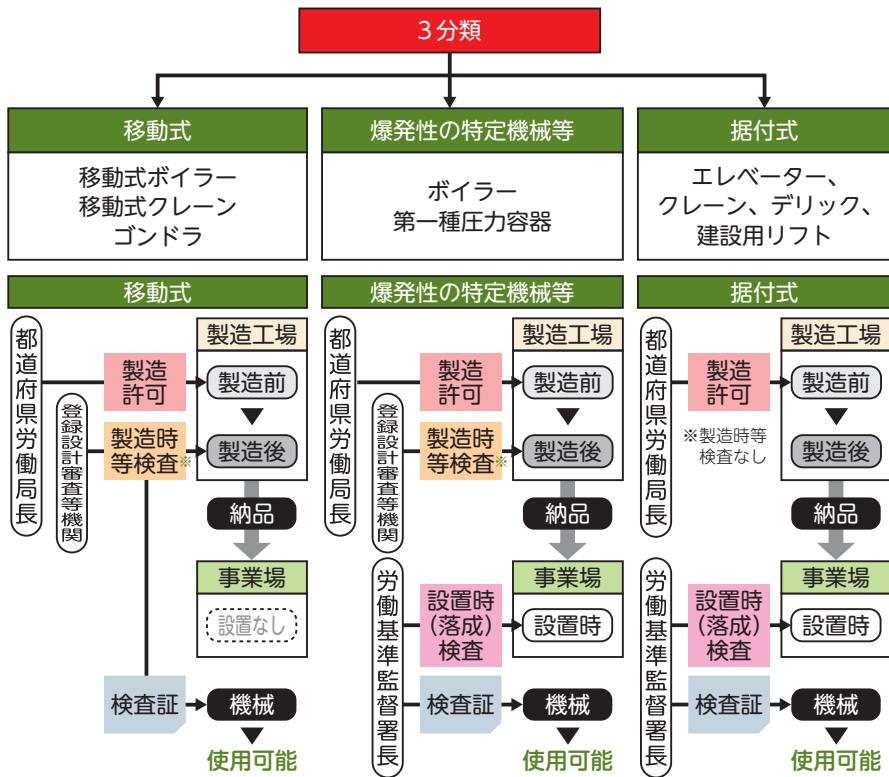 3分類
移動式
移動式ボイラー
移動式クレーン
ゴンドラ
爆発性の特定機械等
ボイラー
第一種圧力容器
据付式
エレベーター、
クレーン、デリック、
建設用リフト
移動式
都道府県労働局長
登録設計審査等機関
製造
許可
製造時
等検査※
製造工場
製造前
製造後
納品
事業場
設置なし
検査証
機械
使用可能
爆発性の特定機械等
都道府県労働局長
登録設計審査等機関
製造
許可
製造時
等検査※
製造工場
製造前
製造後
納品
労働基準監督署長
設置時
(落成)
検査
事業場
設置時
検査証
機械
使用可能
据付式
都道府県労働局長
製造
許可
※製造時等
検査なし
製造工場
製造前
製造後
納品
労働基準監督署長
設置時
(落成)
検査
事業場
設置時
検査証
機械
使用可能